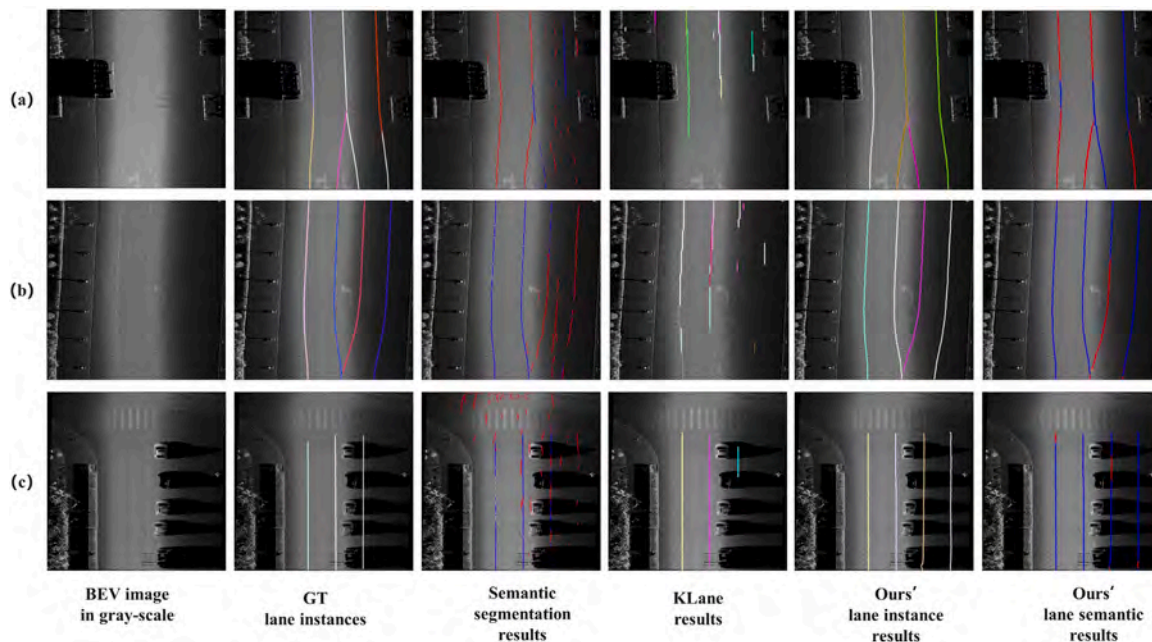 (a)
(b)
(c)
BEV image
in gray-scale
GT
lane instances
Semantic
segmentation
results
KLane
results
Ours′
lane instance
results
Ours′
lane semantic
results